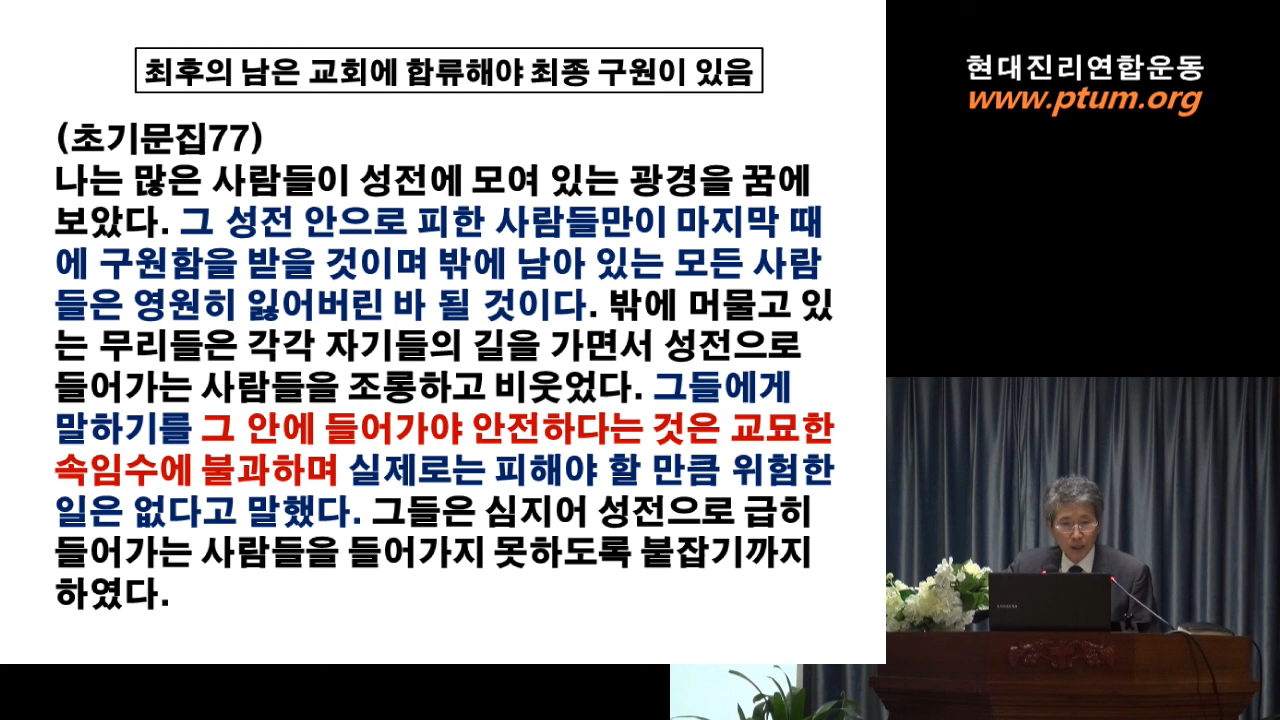 최후의 남은 교회에 합류해야 최종 구원이 있음
(초기문집77)
나는 많은 사람들이 성전에 모여 있는 광경을 꿈에
보았다. 그 성전 안으로 피한 사람들만이 마지막 때
에 구원함을 받을 것이며 밖에 남아 있는 모든 사람
들은 영원히 잃어버린 바 될 것이다. 밖에 머물고 있
는 무리들은 각각 자기들의 길을 가면서 성전으로
들어가는 사람들을 조롱하고 비웃었다. 그들에게
말하기를 그 안에 들어가야 안전하다는 것은 교묘한
속임수에 불과하며 실제로는 피해야 할 만큼 위험한
일은 없다고 말했다. 그들은 심지어 성전으로 급히
들어가는 사람들을 들어가지 못하도록 붙잡기까지
하였다.
현대진리연합운동
www.ptum.org
SAMSUNG